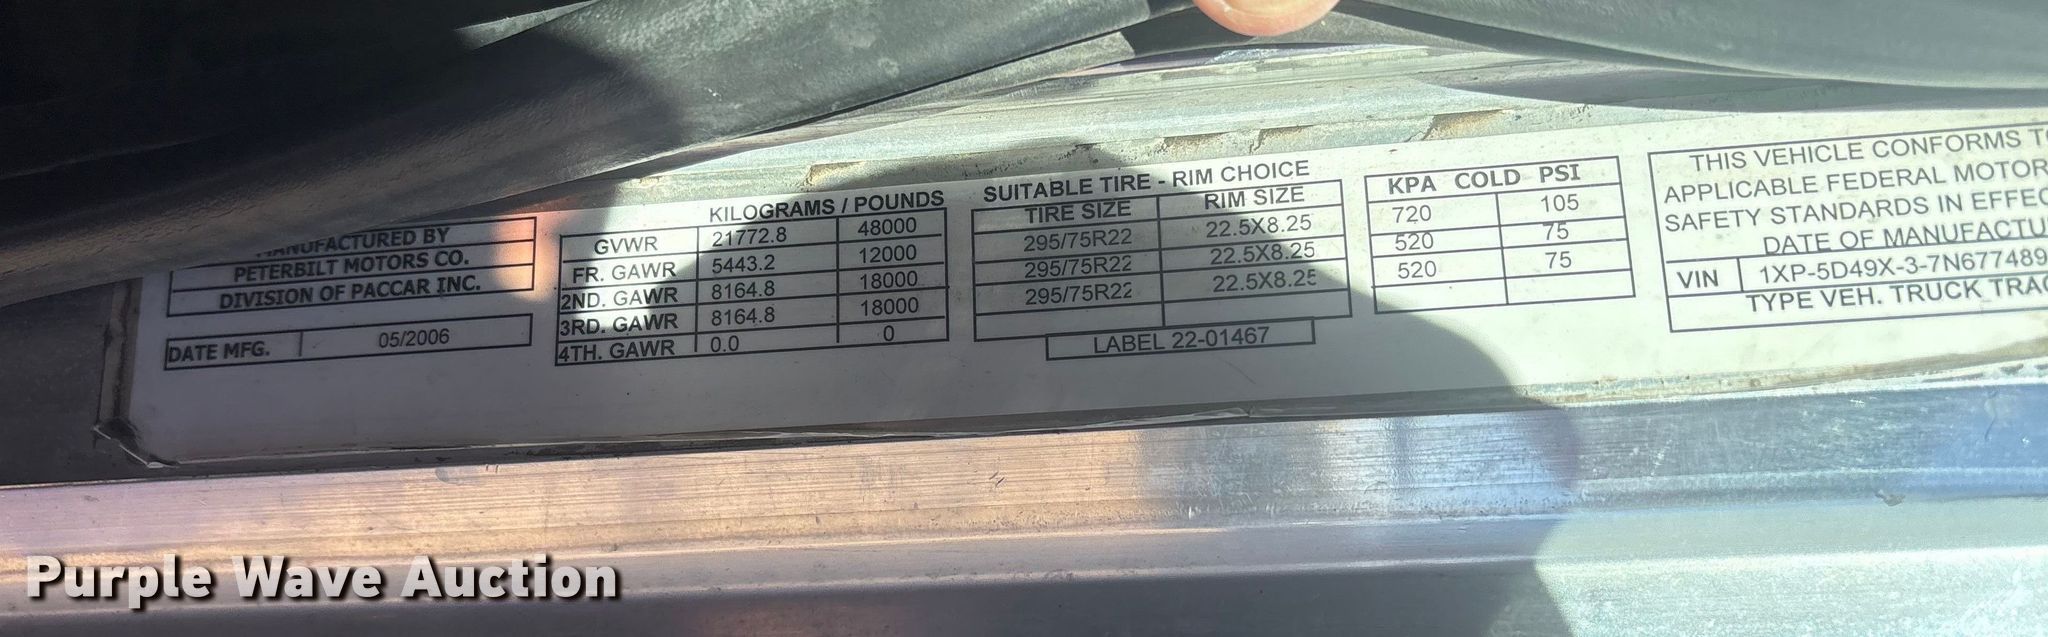 MANUFACTURED BY
PETERBILT MOTORS CO.
DIVISION OF PACCAR INC.
DATE MFG. 05/2006
KILOGRAMS / POUNDS
GVWR 21772.8 48000
FR. GAWR 5443.2 12000
2ND. GAWR 8164.8 18000
3RD. GAWR 8164.8 18000
4TH. GAWR 0.0 0
SUITABLE TIRE - RIM CHOICE
TIRE SIZE RIM SIZE
295/75R22 22.5X8.25
295/75R22 22.5X8.25
295/75R22 22.5X8.25
LABEL 22-01467
KPA COLD PSI
720 105
520 75
520 75
THIS VEHICLE CONFORMS TO
APPLICABLE FEDERAL MOTOR
SAFETY STANDARDS IN EFFEC
DATE OF MANUFACTU
VIN 1XP-5D49X-3-7N677489
TYPE VEH. TRUCK TRAC
Purple Wave Auction